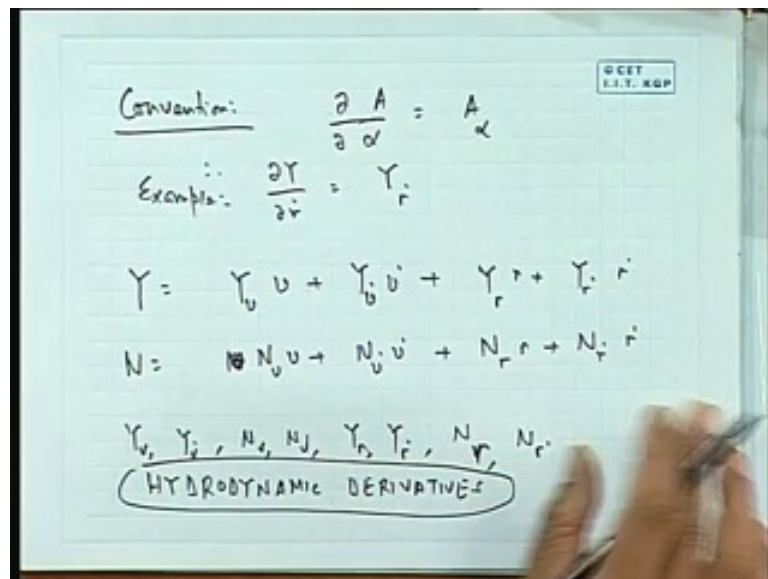 © CET
I.I.T. KGP
Convention: ∂A/∂α = A_α
Example:- ∂Y/∂ṙ = Y_ṙ
Y = Y_v v + Y_v̇ v̇ + Y_r r + Y_ṙ ṙ
N = N_v v + N_v̇ v̇ + N_r r + N_ṙ ṙ
Y_v, Y_v̇, N_v, N_v̇, Y_r, Y_ṙ, N_r, N_ṙ
HYDRODYNAMIC DERIVATIVES